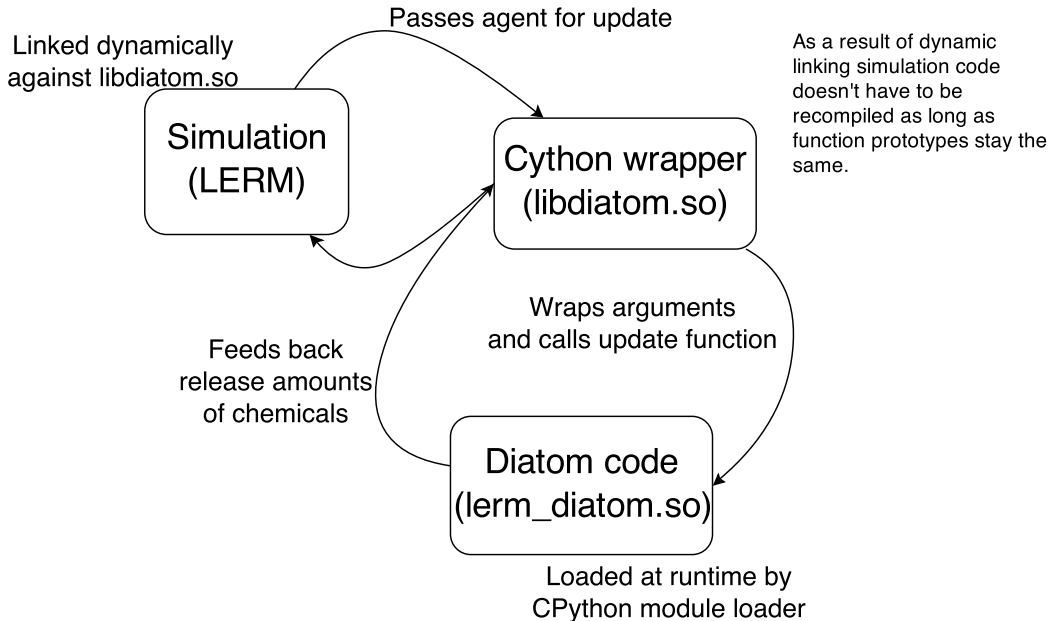 Passes agent for update
Linked dynamically
against libdiatom.so
As a result of dynamic
linking simulation code
doesn't have to be
recompiled as long as
function prototypes stay the
same.
Simulation
(LERM)
Cython wrapper
(libdiatom.so)
Wraps arguments
and calls update function
Feeds back
release amounts
of chemicals
Diatom code
(lerm_diatom.so)
Loaded at runtime by
CPython module loader